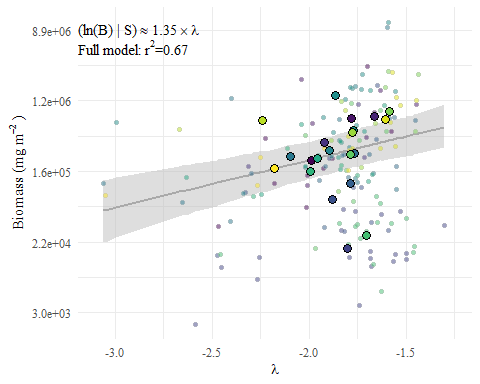 (ln(B) | S) ≈ 1.35 × λ
Full model: r²=0.67
Biomass (mg m⁻²)
8.9e+06
1.2e+06
1.6e+05
2.2e+04
3.0e+03
-3.0
-2.5
-2.0
-1.5
λ